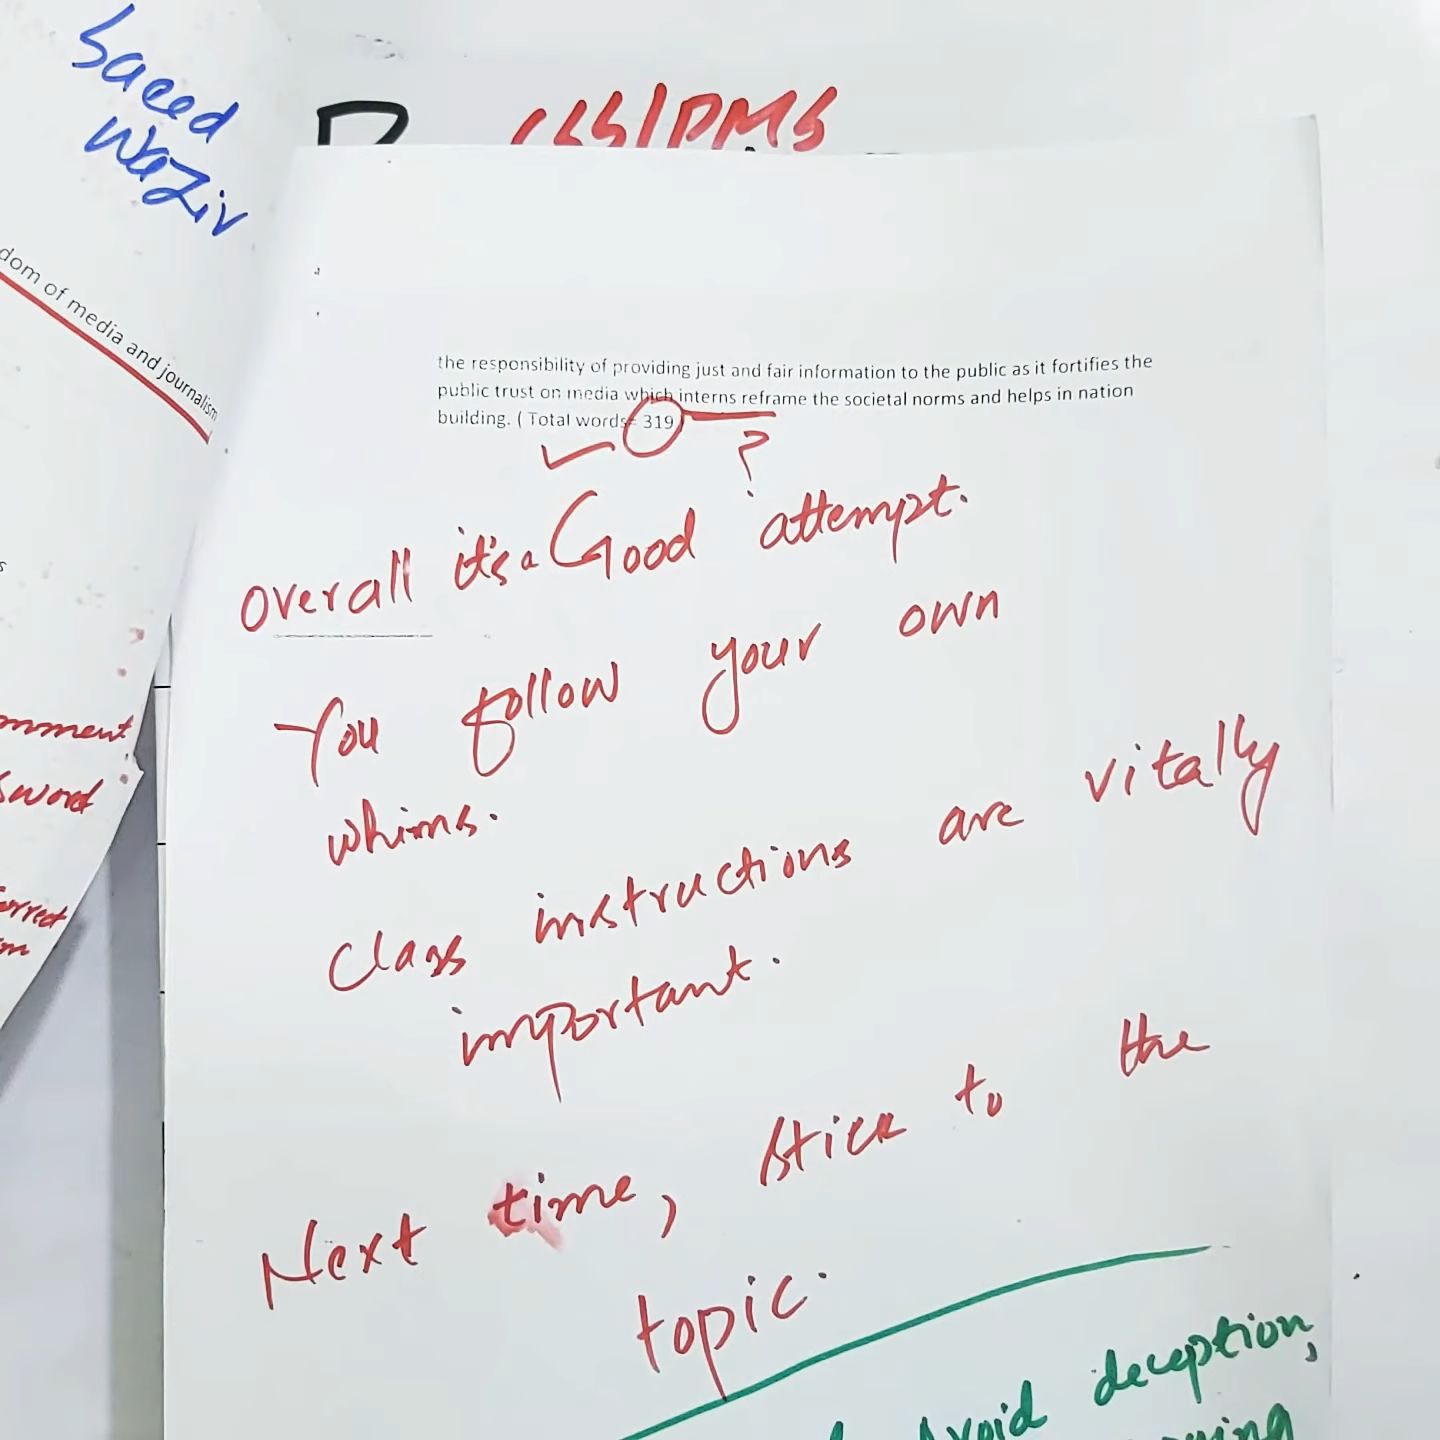 Saeed
Wazir
CSS/PMS
dom of media and journalism
the responsibility of providing just and fair information to the public as it fortifies the
public trust on media which interns reframe the societal norms and helps in nation
building. ( Total words= 319
?
Overall it's a Good attempt.
You follow your own
whims.
Class instructions are vitally
important.
Next time, stick to the
topic.
Avoid deception,
mment
sword
orrect